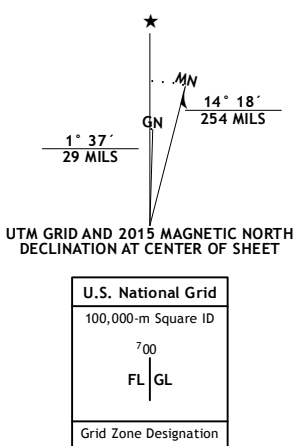 ★
MN
GN
14° 18´
254 MILS
1° 37´
29 MILS
UTM GRID AND 2015 MAGNETIC NORTH
DECLINATION AT CENTER OF SHEET
U.S. National Grid
100,000-m Square ID
⁷00
FL GL
Grid Zone Designation